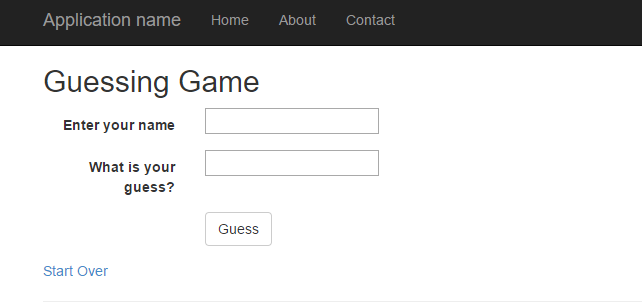 Application name Home About Contact
Guessing Game
Enter your name
What is your
guess?
Guess
Start Over